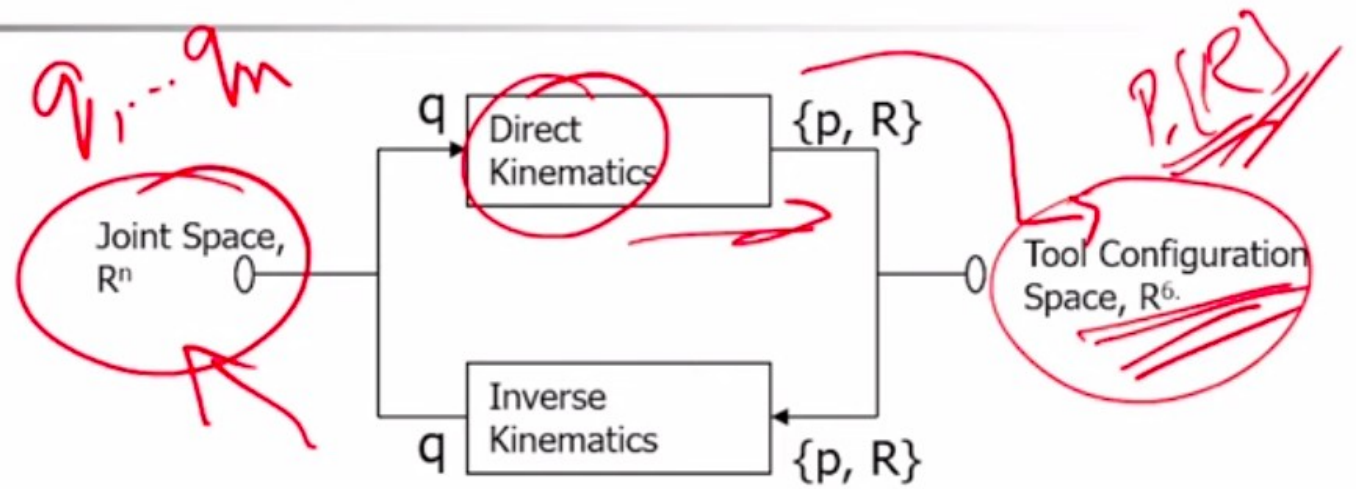 q1, ... qn
P, (R)
q
Direct
Kinematics
{p, R}
Joint Space,
Rⁿ
Tool Configuration
Space, R⁶·
Inverse
Kinematics
q
{p, R}